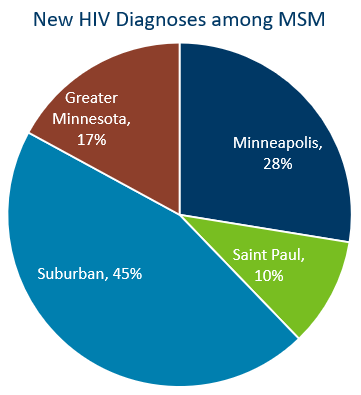 New HIV Diagnoses among MSM
Greater
Minnesota,
17%
Minneapolis,
28%
Saint Paul,
10%
Suburban, 45%